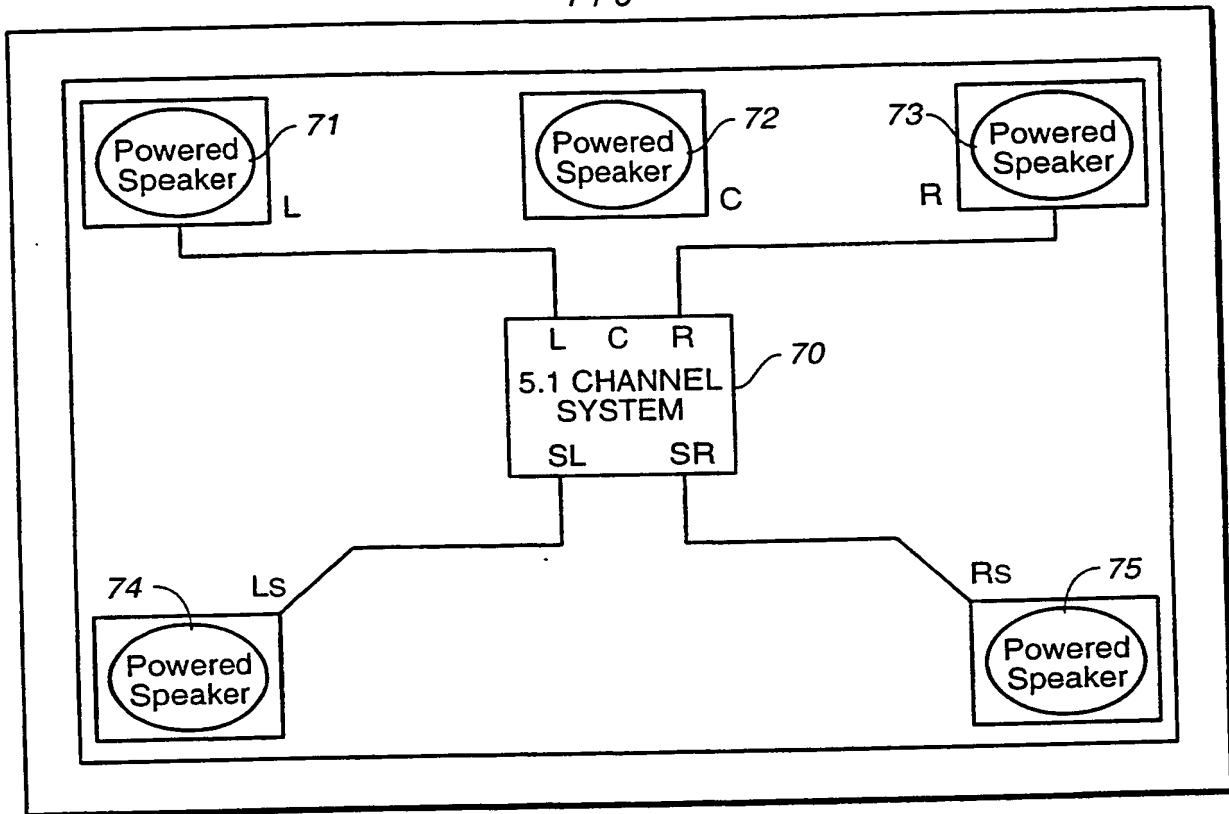 Powered
Speaker
71
L
Powered
Speaker
72
C
73
Powered
Speaker
R
L C R
5.1 CHANNEL
SYSTEM
SL SR
70
74
Ls
Powered
Speaker
Rs
75
Powered
Speaker